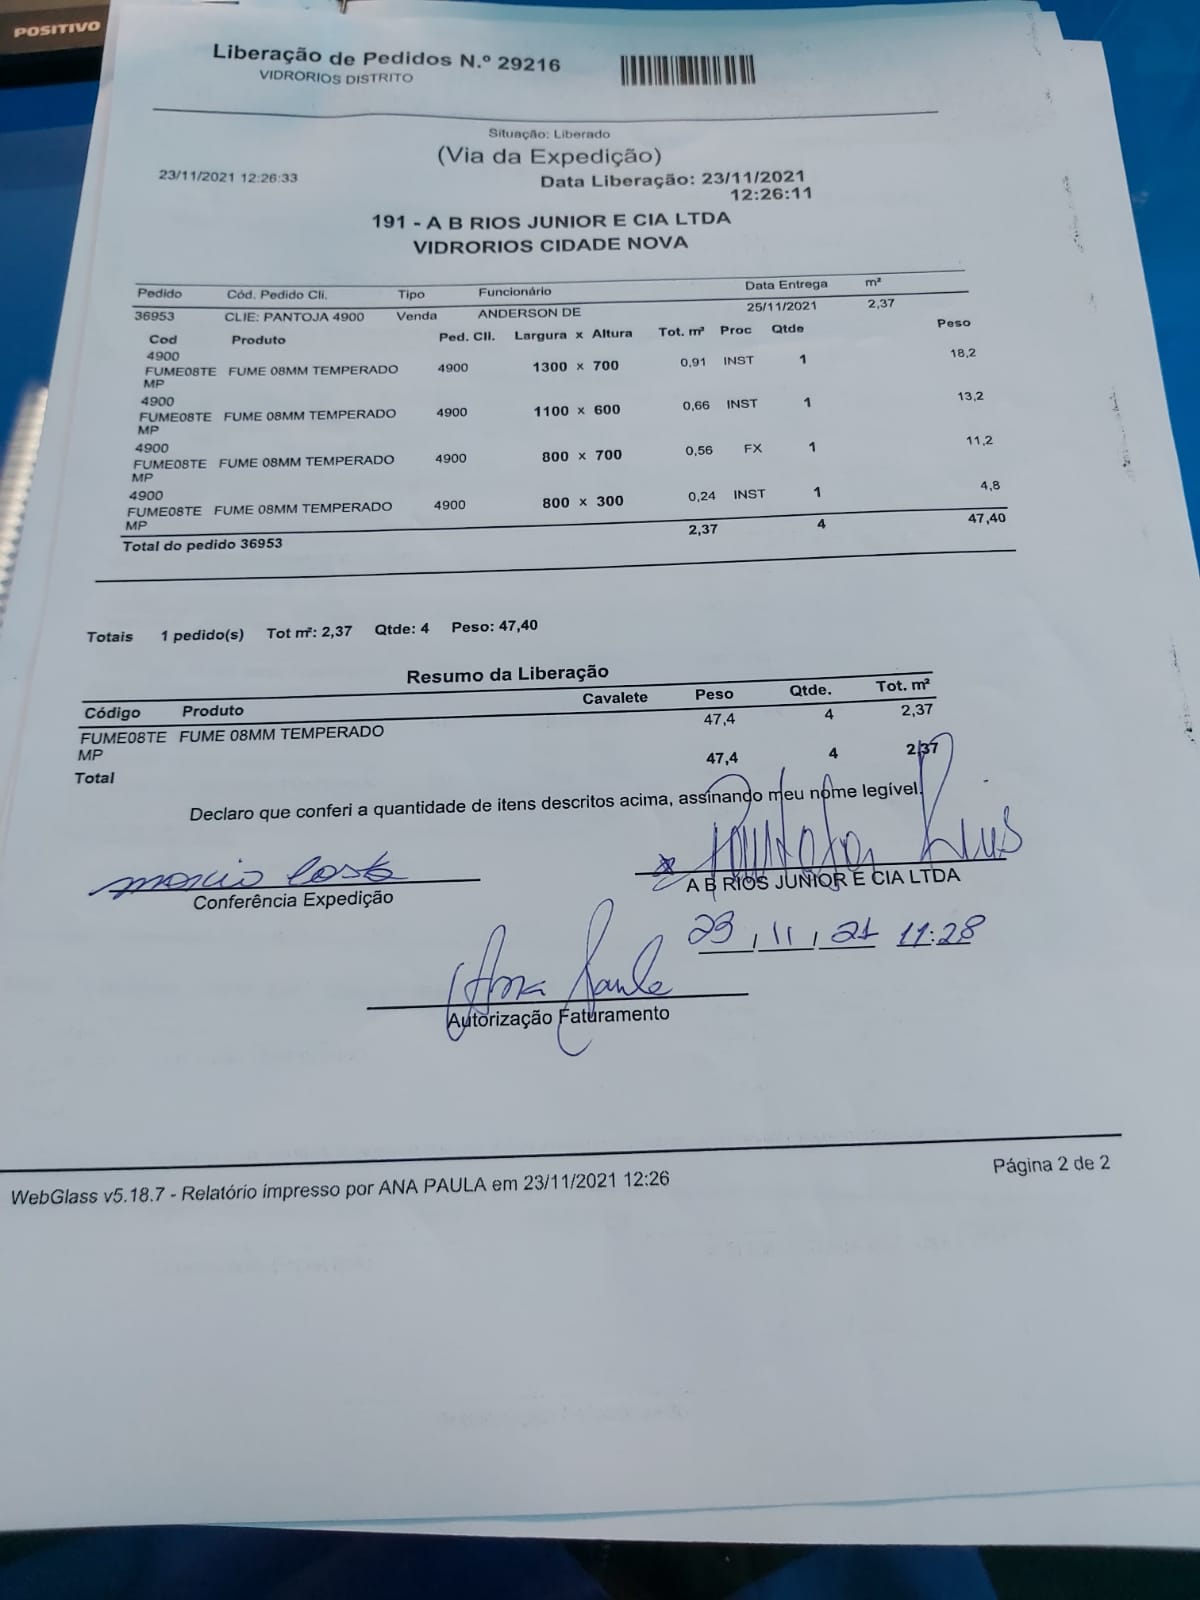 POSITIVO
Liberação de Pedidos N.º 29216
VIDRORIOS DISTRITO
Situação: Liberado
(Via da Expedição)
23/11/2021 12:26:33 Data Liberação: 23/11/2021
12:26:11
191 - A B RIOS JUNIOR E CIA LTDA
VIDRORIOS CIDADE NOVA
Pedido Cód. Pedido Cli. Tipo Funcionário Data Entrega m²
36953 CLIE: PANTOJA 4900 Venda ANDERSON DE 25/11/2021 2,37
Cod Produto Ped. Cli. Largura x Altura Tot. m² Proc Qtde Peso
4900
FUME08TE FUME 08MM TEMPERADO 4900 1300 x 700 0,91 INST 1 18,2
MP
4900
FUME08TE FUME 08MM TEMPERADO 4900 1100 x 600 0,66 INST 1 13,2
MP
4900
FUME08TE FUME 08MM TEMPERADO 4900 800 x 700 0,56 FX 1 11,2
MP
4900
FUME08TE FUME 08MM TEMPERADO 4900 800 x 300 0,24 INST 1 4,8
MP
Total do pedido 36953 2,37 4 47,40
Totais 1 pedido(s) Tot m²: 2,37 Qtde: 4 Peso: 47,40
Resumo da Liberação
Código Produto Cavalete Peso Qtde. Tot. m²
FUME08TE FUME 08MM TEMPERADO 47,4 4 2,37
MP
Total 47,4 4 2,37
Declaro que conferi a quantidade de itens descritos acima, assinando meu nome legível.
marcio Costa
Conferência Expedição
A B RIOS JUNIOR E CIA LTDA
23 / 11 / 21 11:28
Ana Paula
Autorização Faturamento
WebGlass v5.18.7 - Relatório impresso por ANA PAULA em 23/11/2021 12:26
Página 2 de 2